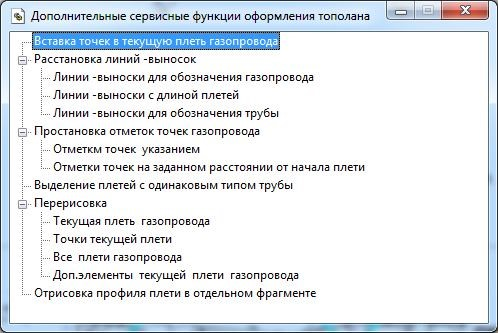 Дополнительные сервисные функции оформления тополана
Вставка точек в текущую плеть газопровода
Расстановка линий -выносок
Линии -выноски для обозначения газопровода
Линии -выноски с длиной плетей
Линии -выноски для обозначения трубы
Простановка отметок точек газопровода
Отметкм точек указанием
Отметки точек на заданном расстоянии от начала плети
Выделение плетей с одинаковым типом трубы
Перерисовка
Текущая плеть газопровода
Точки текущей плети
Все плети газопровода
Доп.элементы текущей плети газопровода
Отрисовка профиля плети в отдельном фрагменте